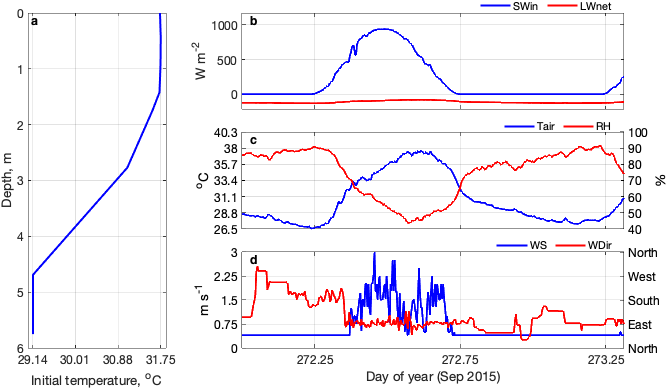 a
0
1
2
3
4
5
6
Depth, m
29.14 30.01 30.88 31.75
Initial temperature, °C
b
SWin LWnet
1000
500
0
W m-2
c
Tair RH
40.3
38
35.7
33.4
31.1
28.8
26.5
°C
100
90
80
70
60
50
40
%
d
WS WDir
3
2.25
1.5
0.75
0
m s-1
North
West
South
East
North
272.25 272.75 273.25
Day of year (Sep 2015)